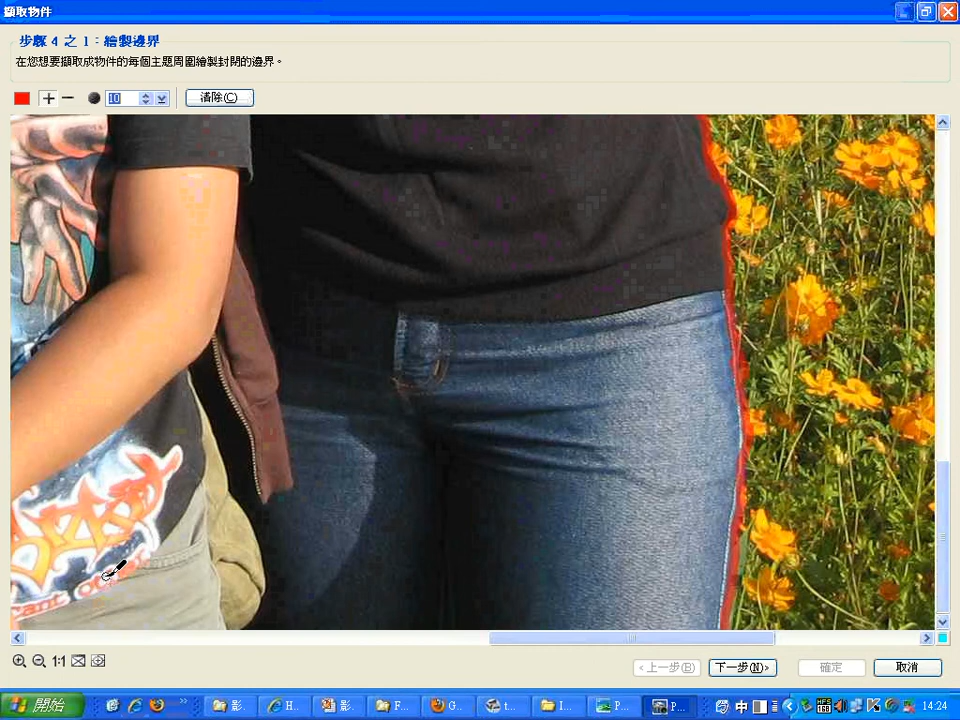 擷取物件
步驟 4 之 1：繪製邊界
在您想要擷取成物件的每個主題周圍繪製封閉的邊界。
10
清除(C)
1:1
<上一步(B)
下一步(N)>
確定
取消
開始
影..
H..
影..
F...
G..
t...
I...
P...
P...
中
14:24